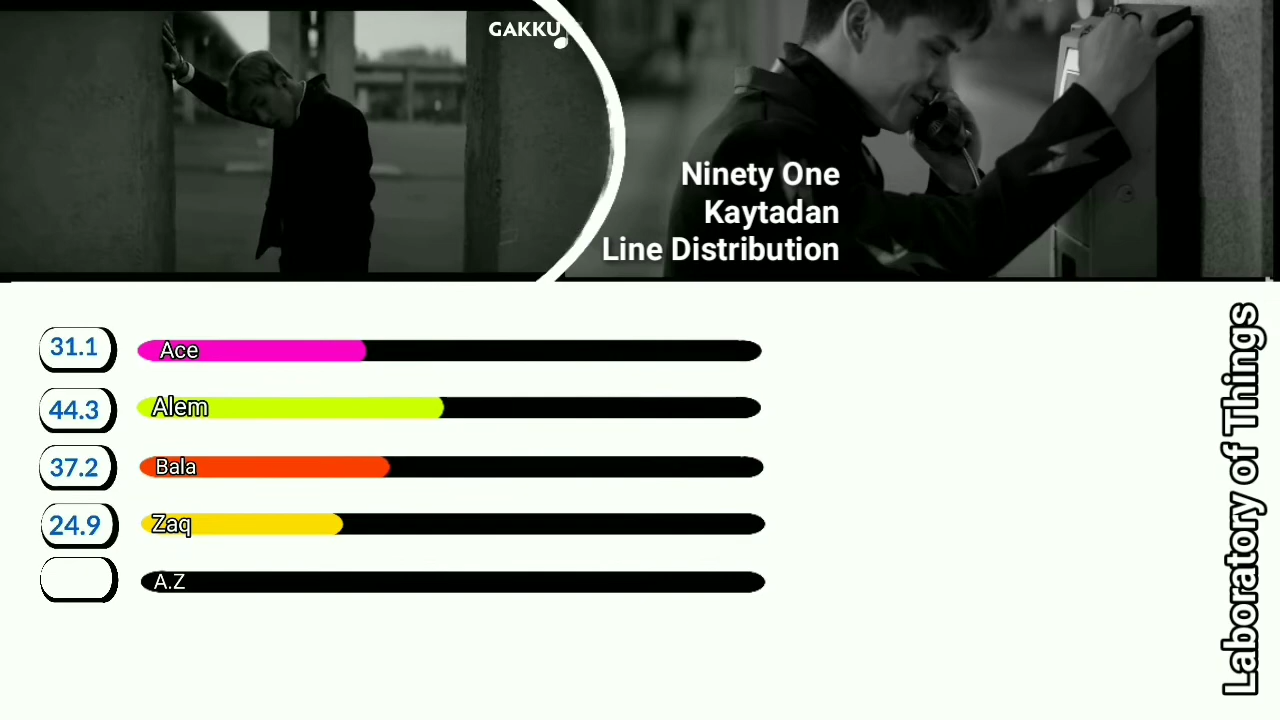 GAKKU
Ninety One
Kaytadan
Line Distribution
31.1
Ace
44.3
Alem
37.2
Bala
24.9
Zaq
A.Z
Laboratory of Things